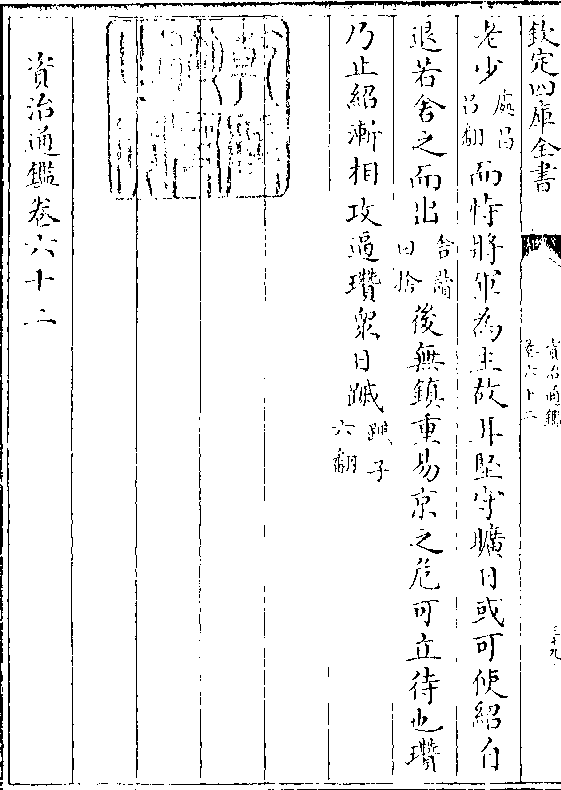 欽定四庫全書
資治通鑑
卷六十二
三十九
老少處昌呂翻而恃將軍為主故耳堅守曠日或可使紹自
退若舍之而出舍讀曰捨後無鎮重易京之危可立待也瓚
乃止紹漸相攻逼瓚衆日蹙蹙子六翻
資治通鑑卷六十二